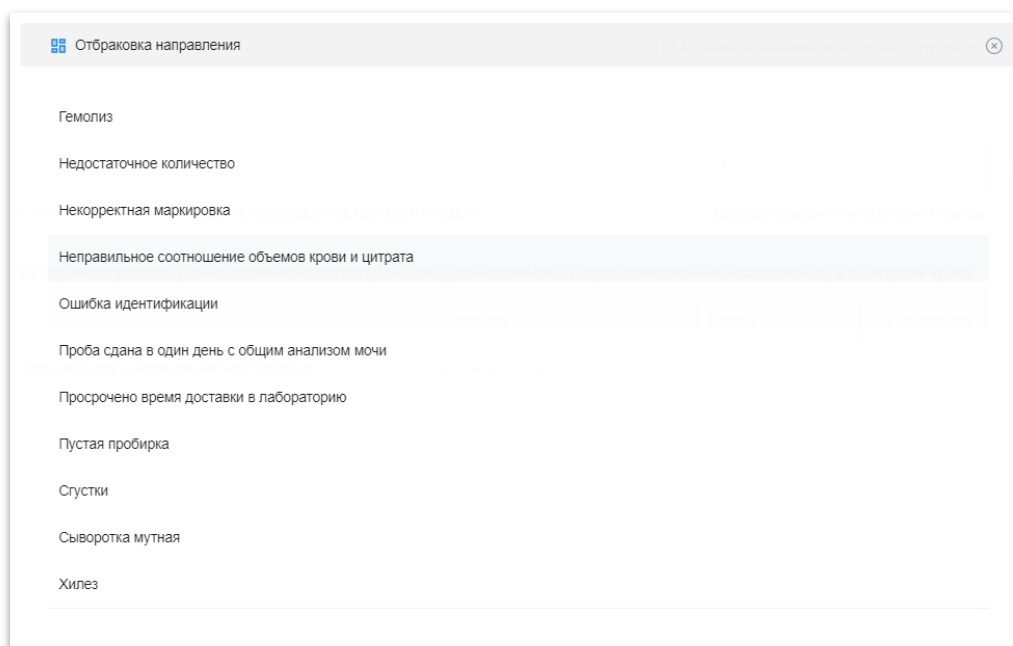 Отбраковка направления
Гемолиз
Недостаточное количество
Некорректная маркировка
Неправильное соотношение объемов крови и цитрата
Ошибка идентификации
Проба сдана в один день с общим анализом мочи
Просрочено время доставки в лабораторию
Пустая пробирка
Сгустки
Сыворотка мутная
Хилез